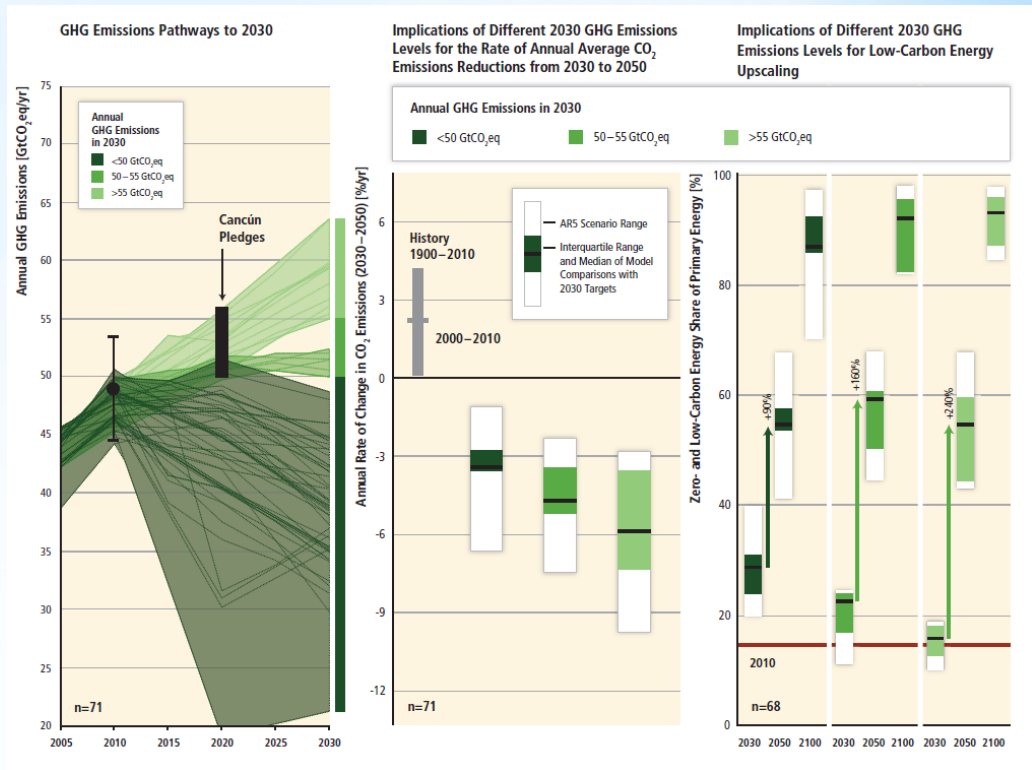 GHG Emissions Pathways to 2030
Annual GHG Emissions [GtCO₂eq/yr]
75
70
65
60
55
50
45
40
35
30
25
20
Annual
GHG Emissions
in 2030
<50 GtCO₂eq
50–55 GtCO₂eq
>55 GtCO₂eq
Cancún
Pledges
n=71
2005 2010 2015 2020 2025 2030
Implications of Different 2030 GHG Emissions
Levels for the Rate of Annual Average CO₂
Emissions Reductions from 2030 to 2050
Implications of Different 2030 GHG
Emissions Levels for Low-Carbon Energy
Upscaling
Annual GHG Emissions in 2030
<50 GtCO₂eq 50–55 GtCO₂eq >55 GtCO₂eq
Annual Rate of Change in CO₂ Emissions (2030–2050) [%/yr]
6
3
0
-3
-6
-9
-12
History
1900–2010
2000–2010
AR5 Scenario Range
Interquartile Range
and Median of Model
Comparisons with
2030 Targets
n=71
Zero- and Low-Carbon Energy Share of Primary Energy [%]
100
80
60
40
20
0
+90%
+160%
+240%
2010
n=68
2030 2050 2100 2030 2050 2100 2030 2050 2100